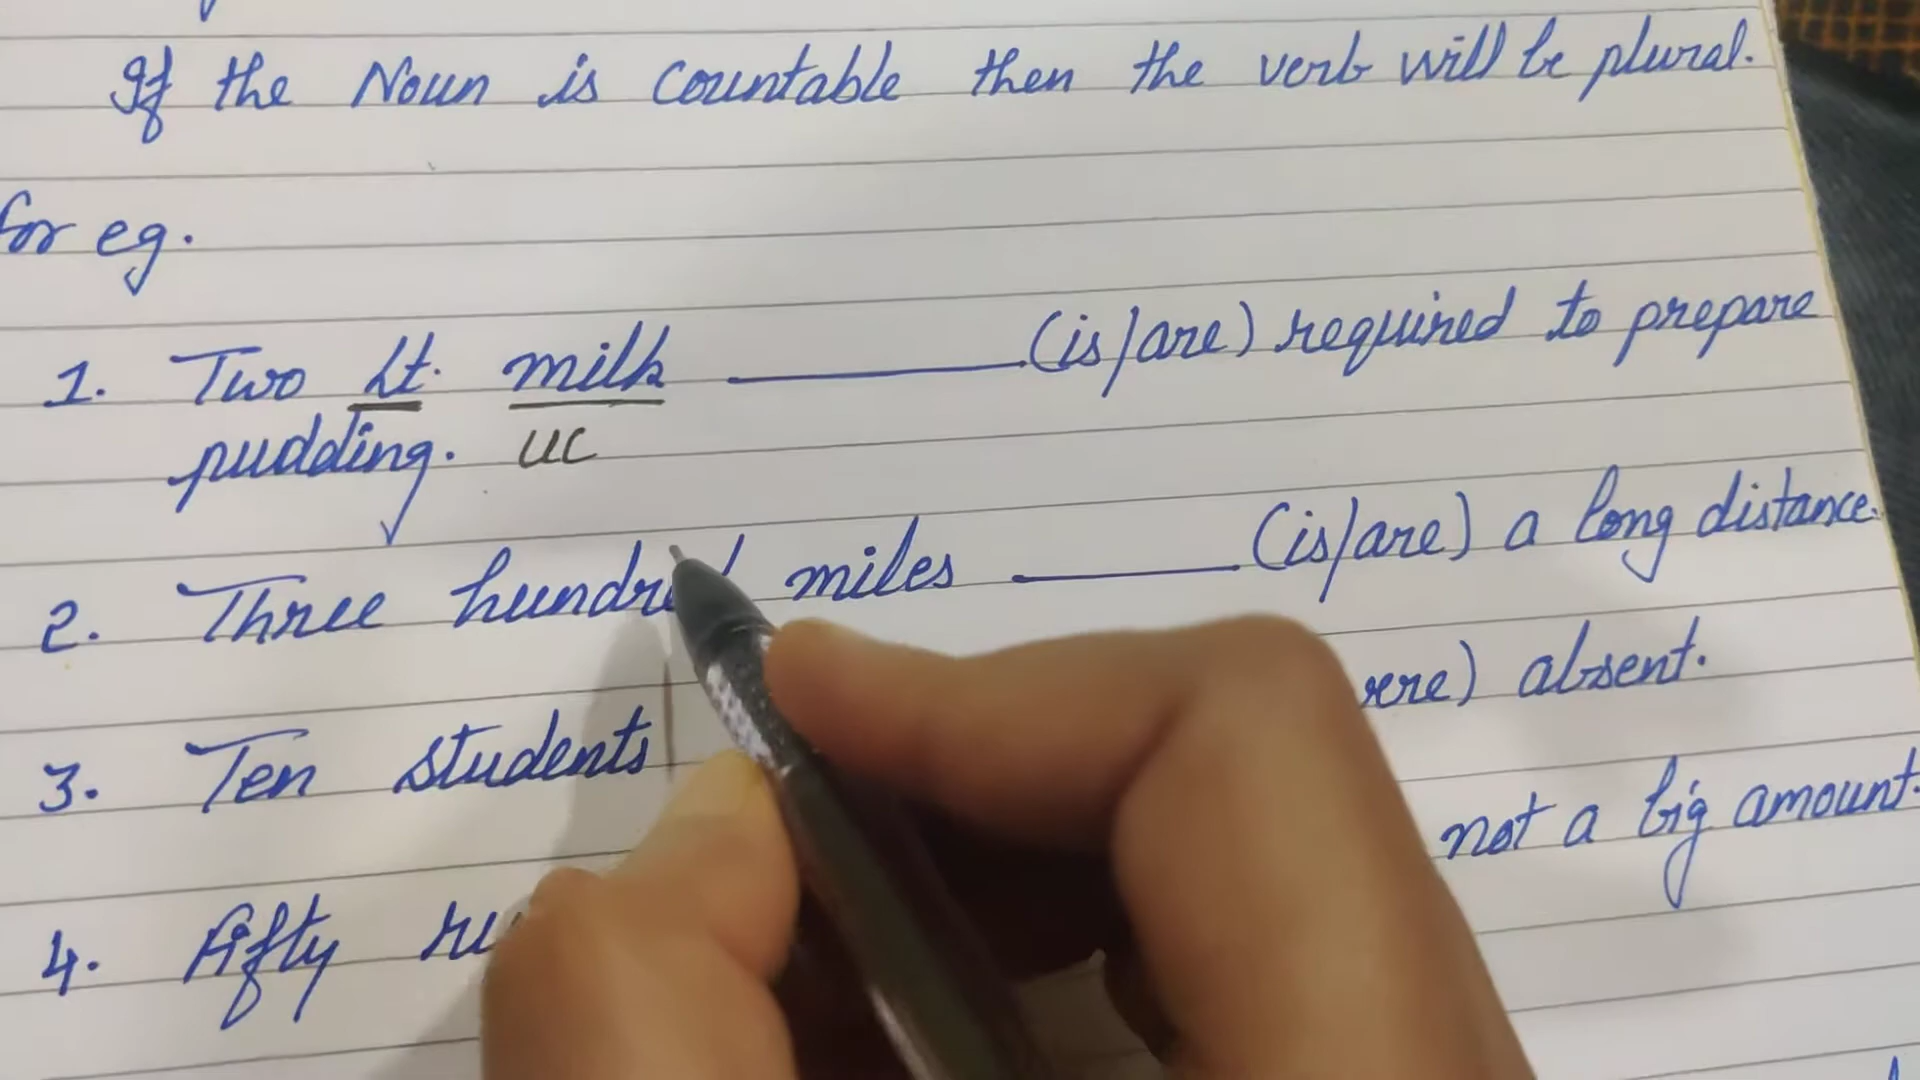 If the Noun is countable then the verb will be plural.
for eg.
1. Two Lt. milk ______ (is/are) required to prepare
pudding. UC
2. Three hundred miles ______ (is/are) a long distance.
3. Ten students absent.
4. Fifty not a big amount.